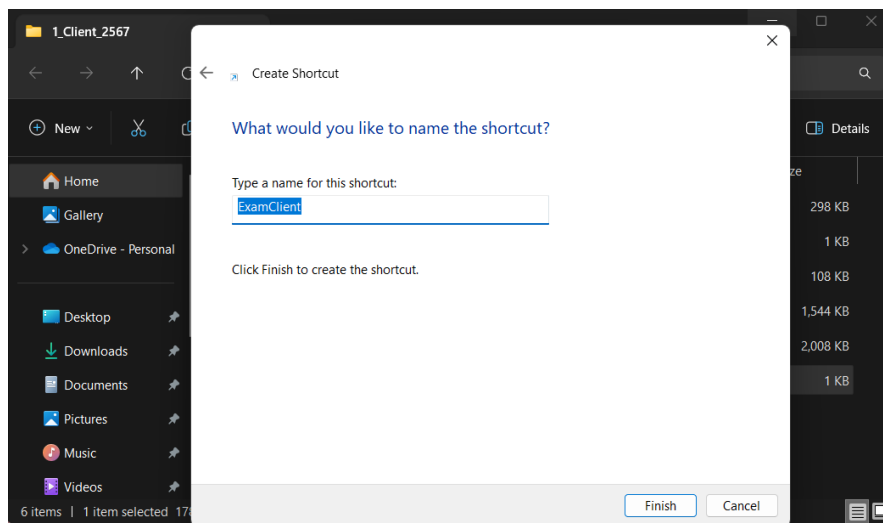 1_Client_2567
Create Shortcut
New
Details
What would you like to name the shortcut?
Type a name for this shortcut:
ExamClient
Click Finish to create the shortcut.
Home
Gallery
OneDrive - Personal
Desktop
Downloads
Documents
Pictures
Music
Videos
ze
298 KB
1 KB
108 KB
1,544 KB
2,008 KB
1 KB
Finish
Cancel
6 items | 1 item selected 178